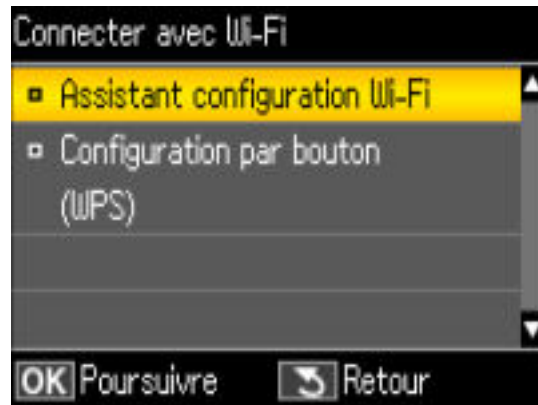 Connecter avec Wi-Fi
Assistant configuration Wi-Fi
Configuration par bouton
(WPS)
OK Poursuivre Retour